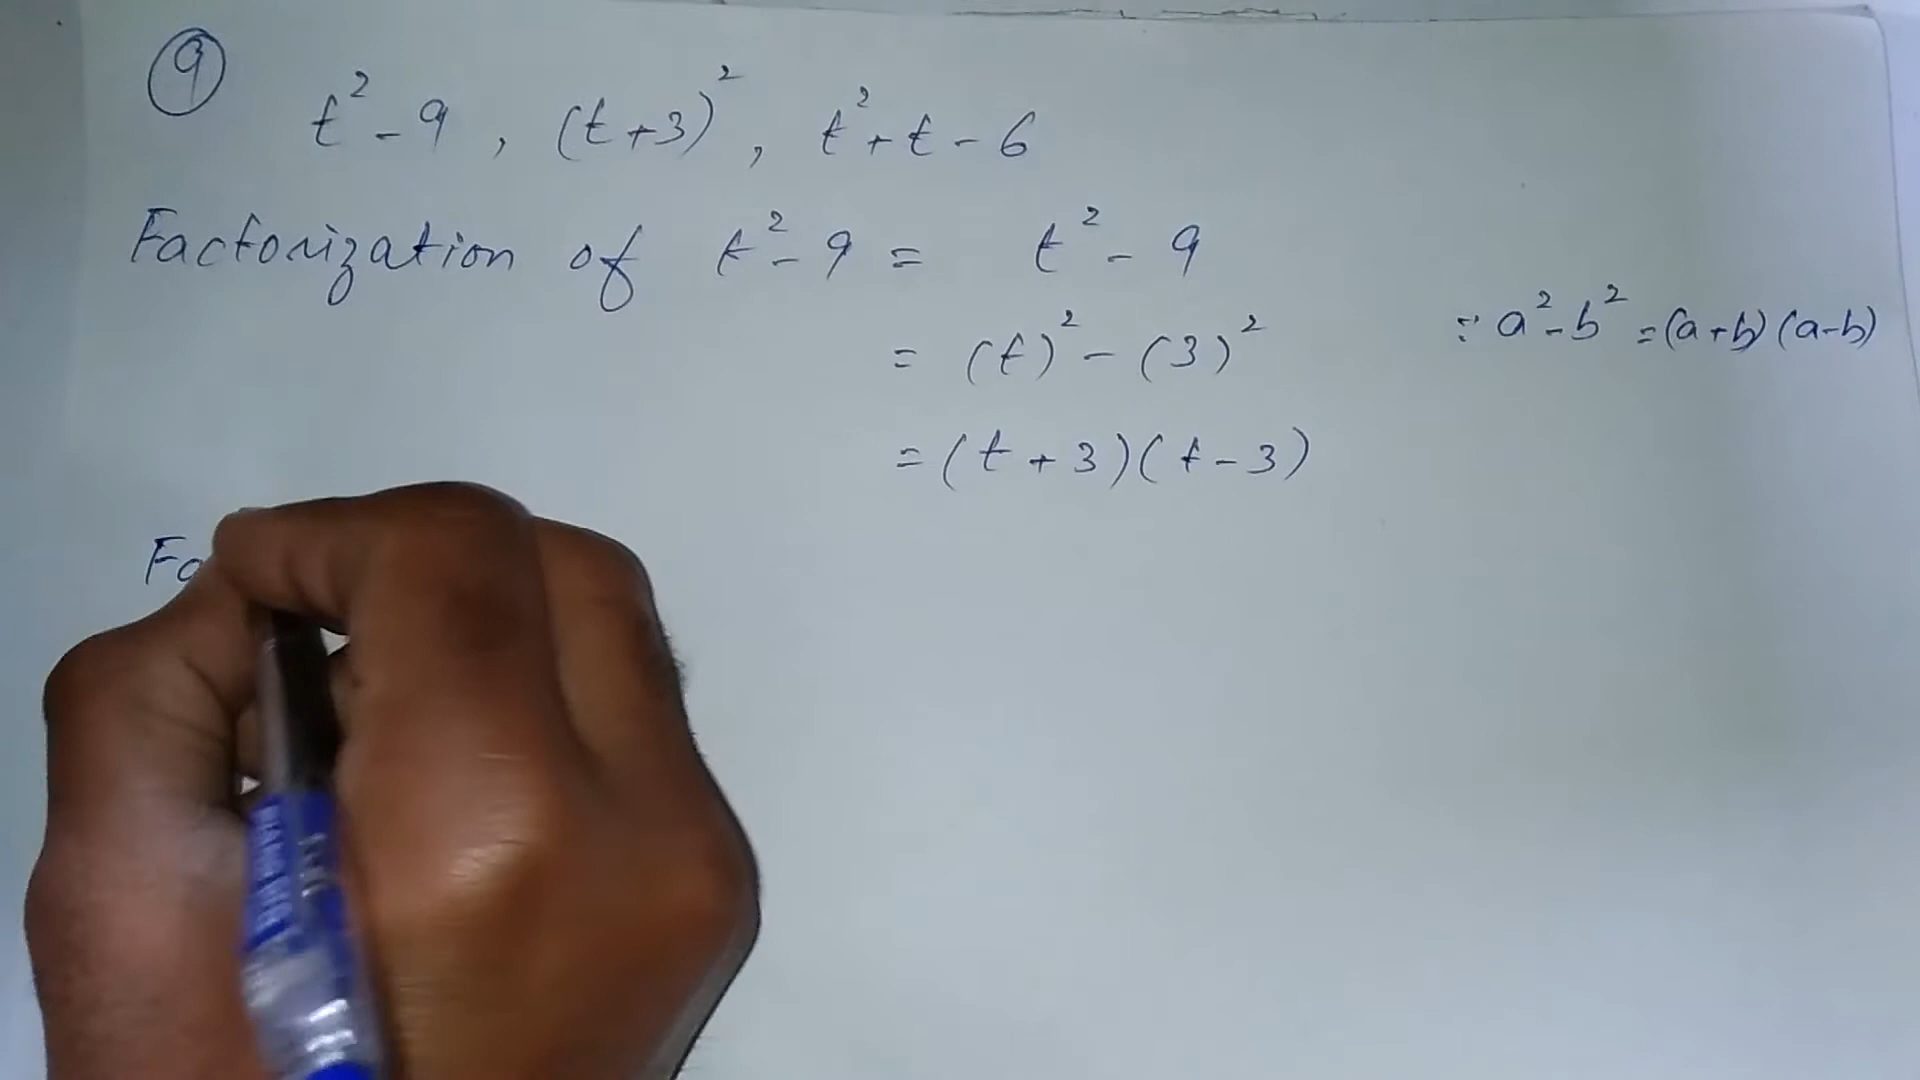 9
t² - 9 , (t+3)² , t² + t - 6
Factorization of t² - 9 = t² - 9
= (t)² - (3)²
∵ a² - b² = (a+b) (a-b)
= (t + 3) (t - 3)
Fa